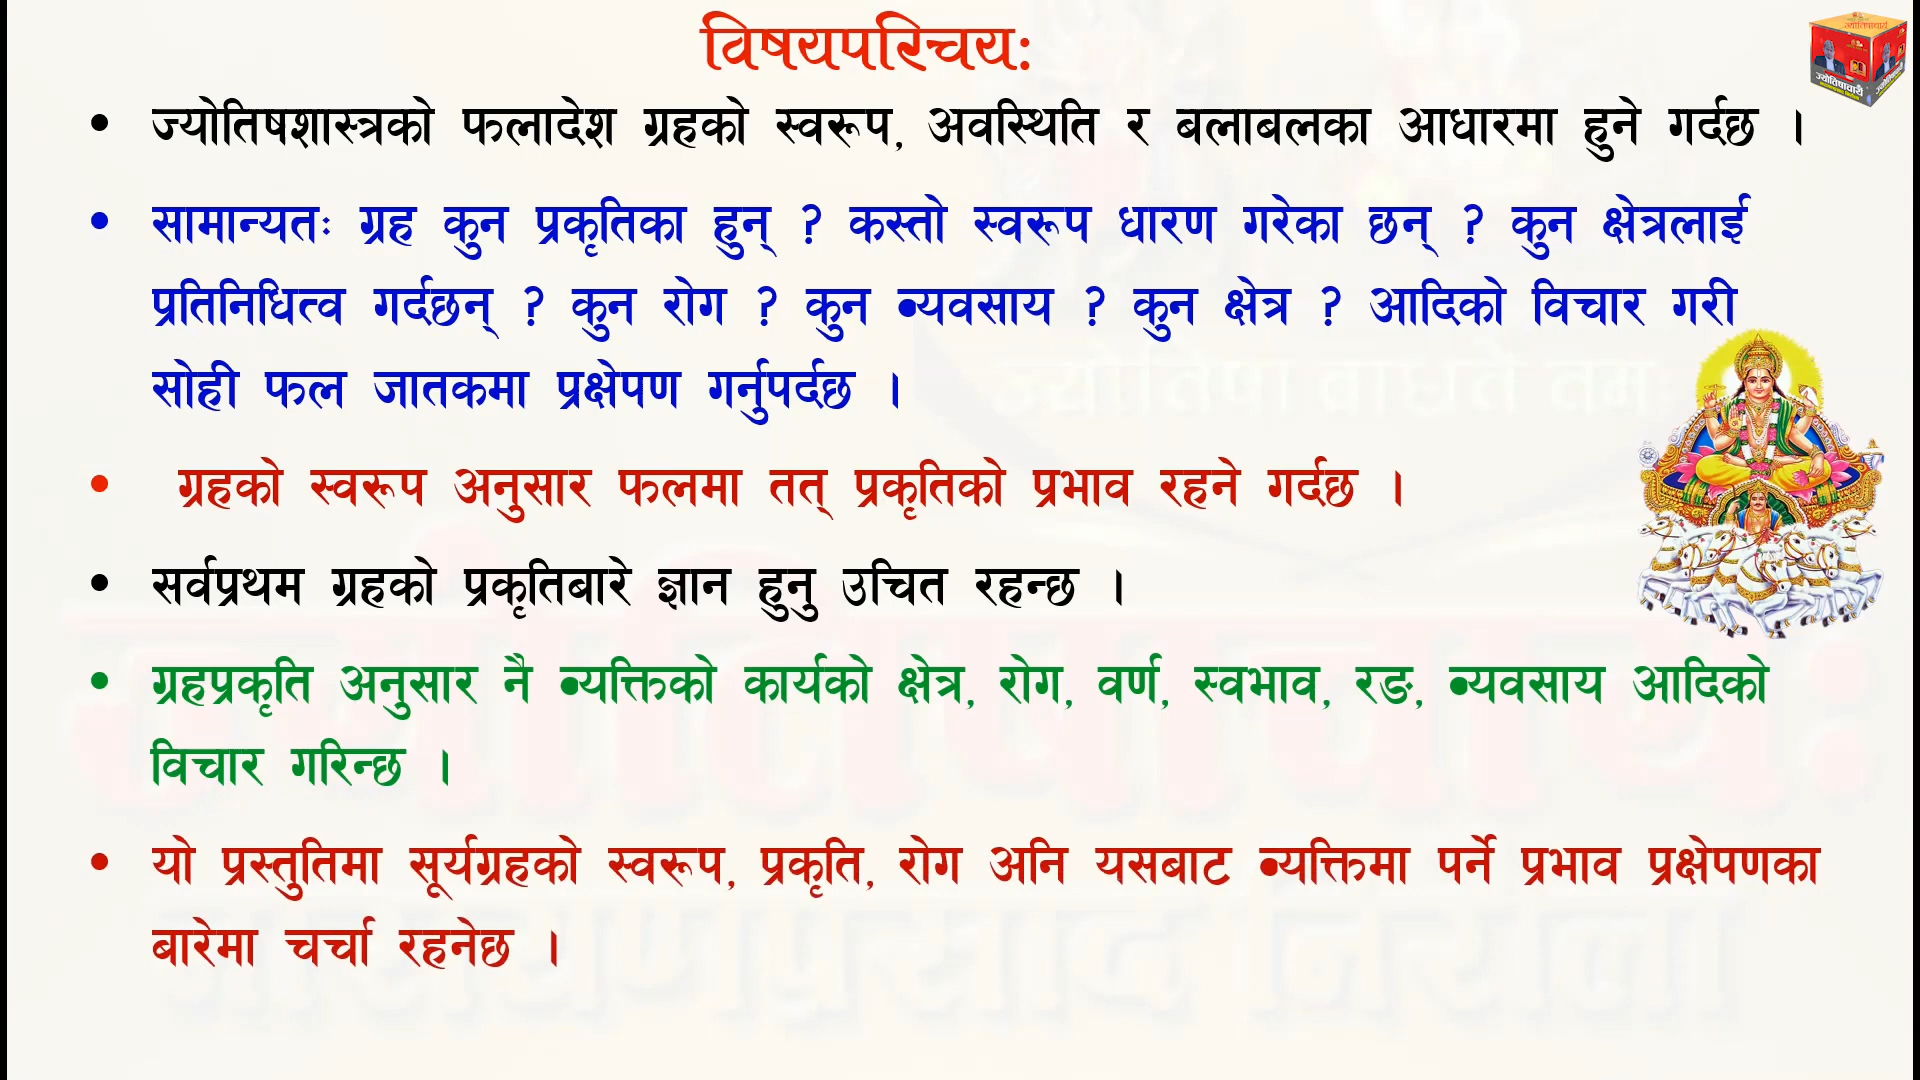 विषयपरिचय:
• ज्योतिषशास्त्रको फलादेश ग्रहको स्वरूप, अवस्थिति र बलाबलका आधारमा हुने गर्दछ ।
• सामान्यतः ग्रह कुन प्रकृतिका हुन् ? कस्तो स्वरूप धारण गरेका छन् ? कुन क्षेत्रलाई
प्रतिनिधित्व गर्दछन् ? कुन रोग ? कुन व्यवसाय ? कुन क्षेत्र ? आदिको विचार गरी
सोही फल जातकमा प्रक्षेपण गर्नुपर्दछ ।
• ग्रहको स्वरूप अनुसार फलमा तत् प्रकृतिको प्रभाव रहने गर्दछ ।
• सर्वप्रथम ग्रहको प्रकृतिबारे ज्ञान हुनु उचित रहन्छ ।
• ग्रहप्रकृति अनुसार नै व्यक्तिको कार्यको क्षेत्र, रोग, वर्ण, स्वभाव, रङ, व्यवसाय आदिको
विचार गरिन्छ ।
• यो प्रस्तुतिमा सूर्यग्रहको स्वरूप, प्रकृति, रोग अनि यसबाट व्यक्तिमा पर्ने प्रभाव प्रक्षेपणका
बारेमा चर्चा रहनेछ ।
ज्योतिषाचार्य